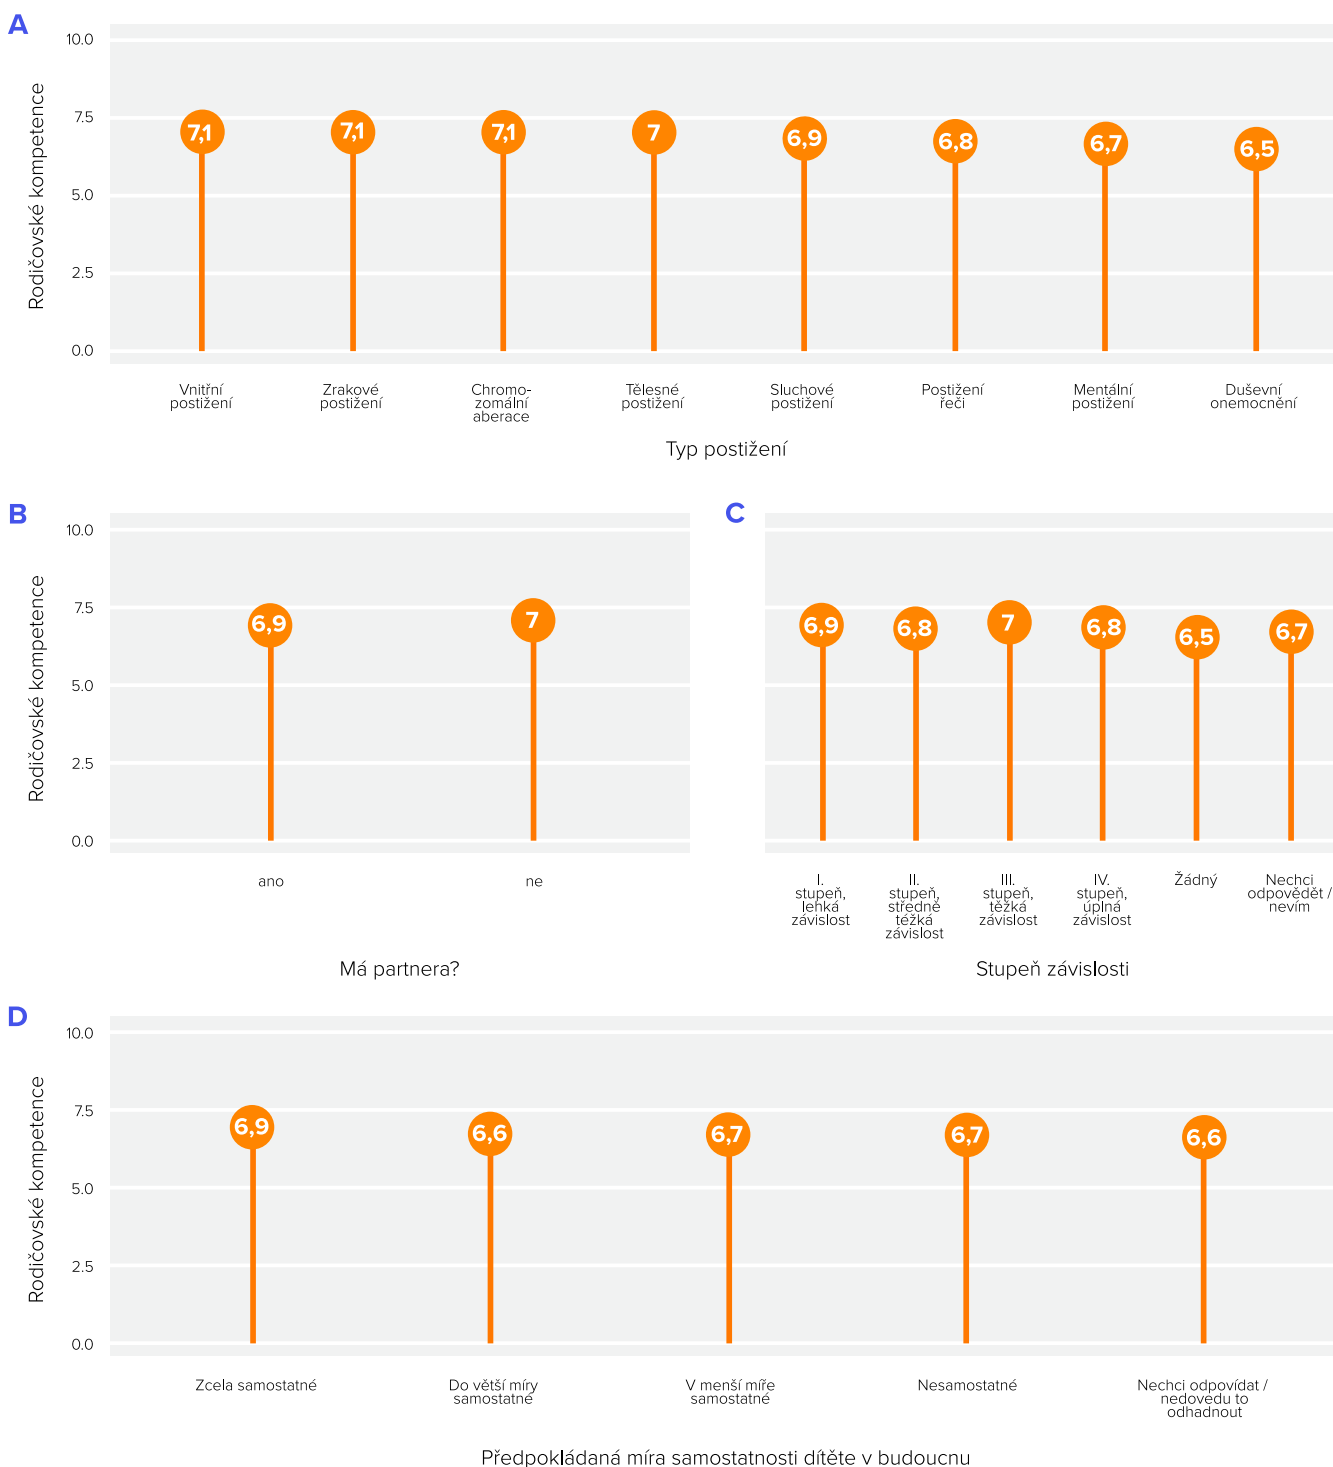 A
10.0
7.5
5.0
2.5
0.0
Rodičovské kompetence
7,1
7,1
7,1
7
6,9
6,8
6,7
6,5
Vnitřní
postižení
Zrakové
postižení
Chromo-
zomální
aberace
Tělesné
postižení
Sluchové
postižení
Postižení
řeči
Mentální
postižení
Duševní
onemocnění
Typ postižení
B
10.0
7.5
5.0
2.5
0.0
Rodičovské kompetence
6,9
7
ano
ne
Má partnera?
C
6,9
6,8
7
6,8
6,5
6,7
I.
stupeň,
lehká
závislost
II.
stupeň,
středně
těžká
závislost
III.
stupeň,
těžká
závislost
IV.
stupeň,
úplná
závislost
Žádný
Nechci
odpovědět /
nevím
Stupeň závislosti
D
10.0
7.5
5.0
2.5
0.0
Rodičovské kompetence
6,9
6,6
6,7
6,7
6,6
Zcela samostatné
Do větší míry
samostatné
V menší míře
samostatné
Nesamostatné
Nechci odpovídat /
nedovedu to
odhadnout
Předpokládaná míra samostatnosti dítěte v budoucnu